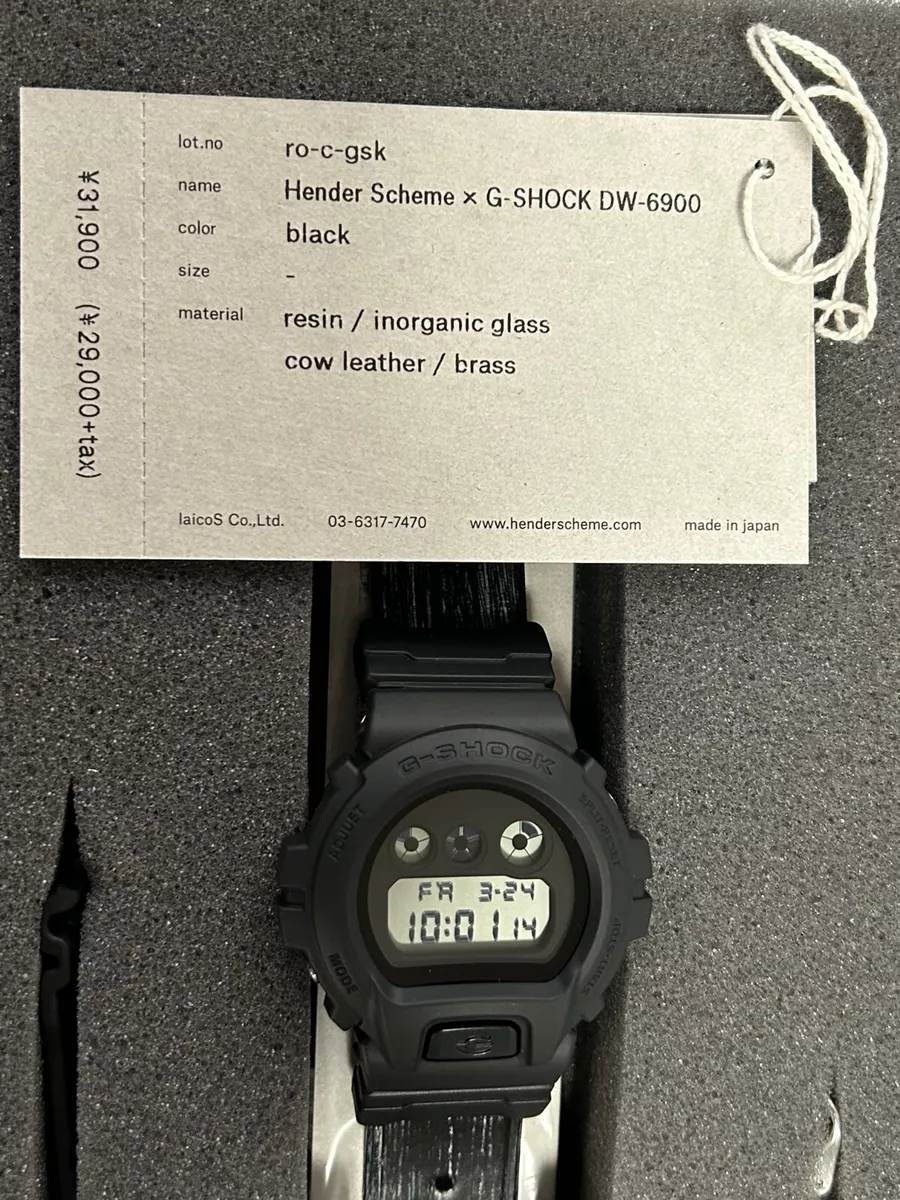 ¥31,900 (¥29,000+tax)
lot.no ro-c-gsk
name Hender Scheme × G-SHOCK DW-6900
color black
size -
material resin / inorganic glass
cow leather / brass
laicoS Co.,Ltd. 03-6317-7470 www.henderscheme.com made in japan
G-SHOCK
ADJUST
SPLIT•RESET
FR 3-24
10:01 14
MODE
START•STOP
G